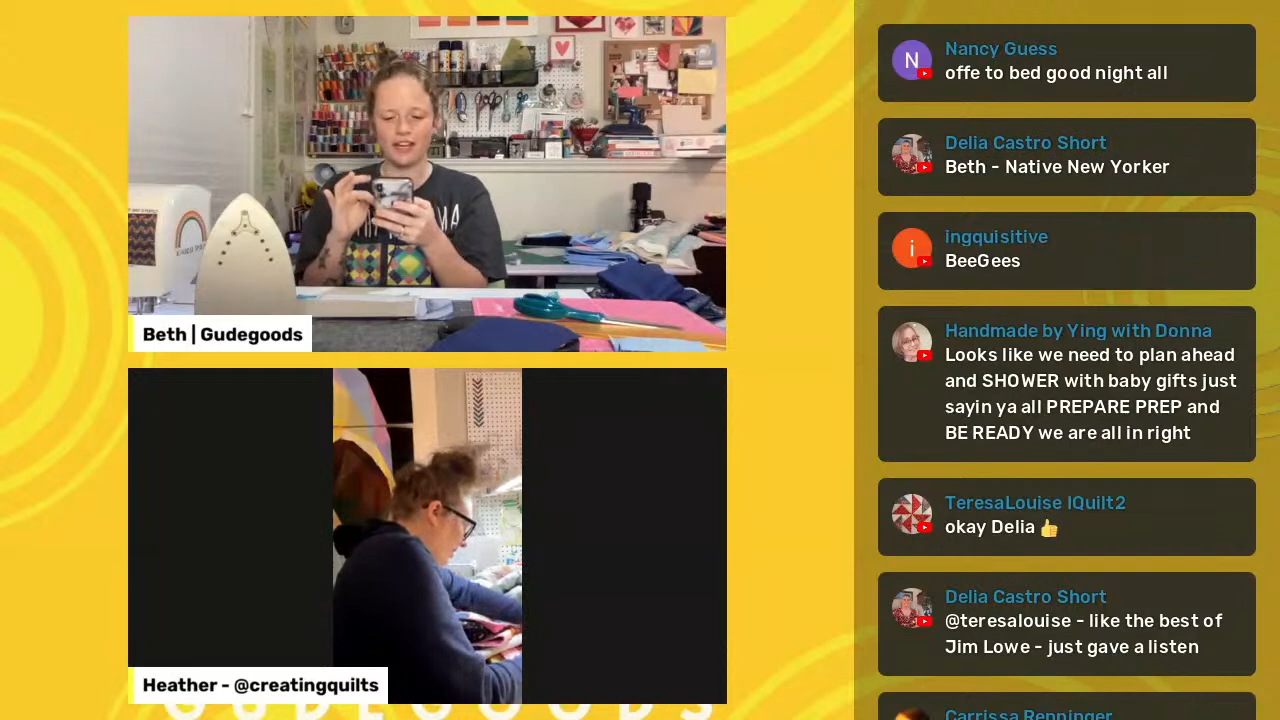 Beth | Gudegoods
Heather - @creatingquilts
GUDEGOODS
Nancy Guess
offe to bed good night all
Delia Castro Short
Beth - Native New Yorker
ingquisitive
BeeGees
Handmade by Ying with Donna
Looks like we need to plan ahead
and SHOWER with baby gifts just
sayin ya all PREPARE PREP and
BE READY we are all in right
TeresaLouise IQuilt2
okay Delia 👍
Delia Castro Short
@teresalouise - like the best of
Jim Lowe - just gave a listen
Carrissa Renninger